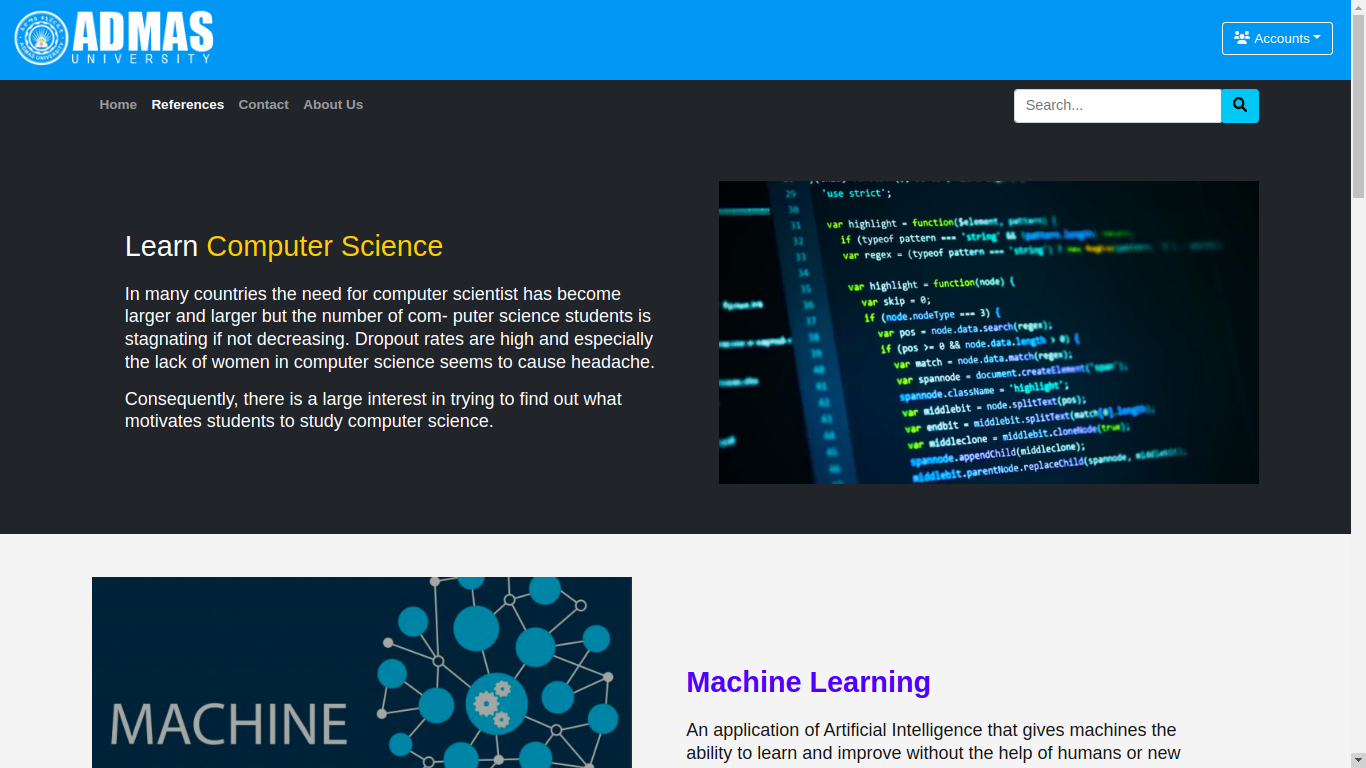 ADMAS
UNIVERSITY
Accounts
Home References Contact About Us
Search...
Learn Computer Science
In many countries the need for computer scientist has become
larger and larger but the number of com- puter science students is
stagnating if not decreasing. Dropout rates are high and especially
the lack of women in computer science seems to cause headache.
Consequently, there is a large interest in trying to find out what
motivates students to study computer science.
29 'use strict';
30
31 var highlight = function($element, pattern) {
32 if (typeof pattern === 'string' && !pattern.length) return;
33 var regex = (typeof pattern === 'string') ? new RegExp
34
35 var highlight = function(node) {
36 var skip = 0;
37 if (node.nodeType === 3) {
38 var pos = node.data.search(regex);
39 if (pos >= 0 && node.data.length > 0) {
40 var match = node.data.match(regex);
41 var spannode = document.createElement('span');
42 spannode.className = 'highlight';
43 var middlebit = node.splitText(pos);
44 var endbit = middlebit.splitText(match[0].length);
45 var middleclone = middlebit.cloneNode(true);
46 spannode.appendChild(middleclone);
middlebit.parentNode.replaceChild(spannode, middlebit);
MACHINE
Machine Learning
An application of Artificial Intelligence that gives machines the
ability to learn and improve without the help of humans or new